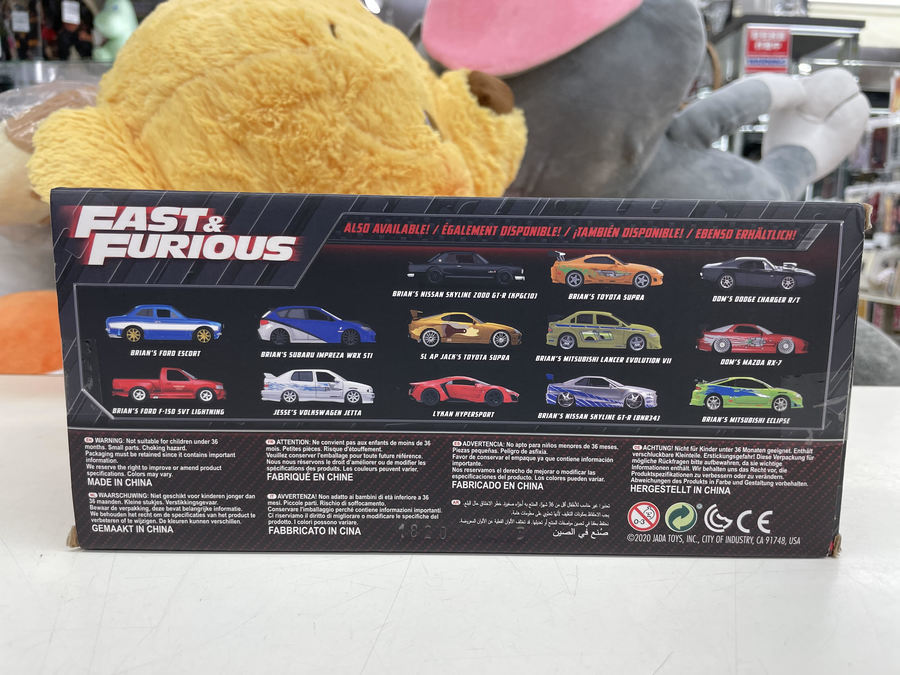 FAST &
FURIOUS
ALSO AVAILABLE! / ÉGALEMENT DISPONIBLE! / ¡TAMBIÉN DISPONIBLE! / EBENSO ERHÄLTLICH!
BRIAN'S NISSAN SKYLINE 2000 GT-R (KPGC10)
BRIAN'S TOYOTA SUPRA
DOM'S DODGE CHARGER R/T
BRIAN'S FORD ESCORT
BRIAN'S SUBARU IMPREZA WRX STI
SLAP JACK'S TOYOTA SUPRA
BRIAN'S MITSUBISHI LANCER EVOLUTION VII
DOM'S MAZDA RX-7
BRIAN'S FORD F-150 SVT LIGHTNING
JESSE'S VOLKSWAGEN JETTA
LYKAN HYPERSPORT
BRIAN'S NISSAN SKYLINE GT-R (BNR34)
BRIAN'S MITSUBISHI ECLIPSE
WARNING: Not suitable for children under 36
months. Small parts. Choking hazard.
Packaging must be retained since it contains important
information.
We reserve the right to improve or amend product
specifications. Colors may vary.
MADE IN CHINA
WAARSCHUWING: Niet geschikt voor kinderen jonger dan
36 maanden. Kleine stukjes. Verstikkingsgevaar.
Bewaar de verpakking, deze bevat belangrijke informatie.
We behouden het recht om de specificaties van het product te
verbeteren of te wijzigen. De kleuren kunnen verschillen.
GEMAAKT IN CHINA
ATTENTION: Ne convient pas aux enfants de moins de 36
mois. Petites pièces. Risque d'étouffement.
Veuillez conserver l'emballage pour toute future référence.
Nous nous réservons le droit d'améliorer ou de modifier les
spécifications des produits. Les couleurs peuvent varier.
FABRIQUÉ EN CHINE
AVVERTENZA! Non adatto ai bambini di età inferiore a 36
mesi. Parti piccole. Rischio di soffocamento.
Conservare l'imballaggio perché contiene importanti informazioni
Ci riserviamo il diritto di migliorare o modificare le specifiche del
prodotto. I colori possono variare.
FABBRICATO IN CINA
ADVERTENCIA: No apto para niños menores de 36 meses.
Piezas pequeñas. Peligro de asfixia.
Favor de conservar el empaque ya que contiene información
importante.
Nos reservamos el derecho de mejorar o modificar las
especificaciones del producto. Los colores pueden variar.
FABRICADO EN CHINA
صُنع في الصين
ACHTUNG! Nicht für Kinder unter 36 Monaten geeignet. Enthält
verschluckbare Kleinteile. Erstickungsgefahr! Diese Verpackung für
mögliche Rückfragen bitte aufbewahren, da sie wichtige
Informationen enthält. Wir behalten uns das Recht vor, die
Produktspezifikationen zu verbessern oder zu verändern.
Abweichungen des Produkts in Farbe und Gestaltung vorbehalten.
HERGESTELLT IN CHINA
0-3
CE
©2020 JADA TOYS, INC., CITY OF INDUSTRY, CA 91748, USA